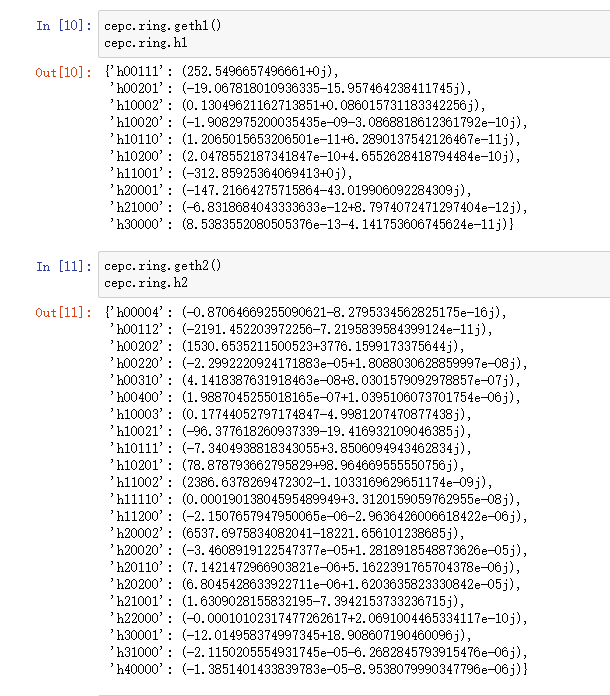 In [10]: cepc.ring.geth1()
cepc.ring.h1
Out[10]: {'h00111': (252.5496657496661+0j),
'h00201': (-19.067818010936335-15.957464238411745j),
'h10002': (0.13049621162713851+0.086015731183342256j),
'h10020': (-1.9082975200035435e-09-3.0868818612361792e-10j),
'h10110': (1.2065015653206501e-11+6.2890137542126467e-11j),
'h10200': (2.0478552187341847e-10+4.6552628418794484e-10j),
'h11001': (-312.85925364069413+0j),
'h20001': (-147.21664275715864-43.019906092284309j),
'h21000': (-6.8318684043333633e-12+8.7974072471297404e-12j),
'h30000': (8.5383552080505376e-13-4.141753606745624e-11j)}
In [11]: cepc.ring.geth2()
cepc.ring.h2
Out[11]: {'h00004': (-0.87064669255090621-8.2795334562825175e-16j),
'h00112': (-2191.452203972256-7.2195839584399124e-11j),
'h00202': (1530.6535211500523+3776.1599173375644j),
'h00220': (-2.2992220924171883e-05+1.8088030628859997e-08j),
'h00310': (4.1418387631918463e-08+8.0301579092978857e-07j),
'h00400': (1.9887045255018165e-07+1.0395106073701754e-06j),
'h10003': (0.17744052797174847-4.9981207470877438j),
'h10021': (-96.377618260937339-19.416932109046385j),
'h10111': (-7.3404938818343055+3.8506094943462834j),
'h10201': (78.878793662795829+98.964669555550756j),
'h11002': (2386.6378269472302-1.1033169629651174e-09j),
'h11110': (0.00019013804595489949+3.3120159059762955e-08j),
'h11200': (-2.1507657947950065e-06-2.9636426006618422e-06j),
'h20002': (6537.6975834082041-18221.656101238685j),
'h20020': (-3.4608919122547377e-05+1.2818918548873626e-05j),
'h20110': (7.1421472966903821e-06+5.1622391765704378e-06j),
'h20200': (6.8045428633922711e-06+1.6203635823330842e-05j),
'h21001': (1.6309028155832195-7.3942153733236715j),
'h22000': (-0.00010102317477262617+2.0691004465334117e-10j),
'h30001': (-12.014958374997345+18.908607190460096j),
'h31000': (-2.1150205554931745e-05-6.2682845793915476e-06j),
'h40000': (-1.3851401433839783e-05-8.9538079990347796e-06j)}